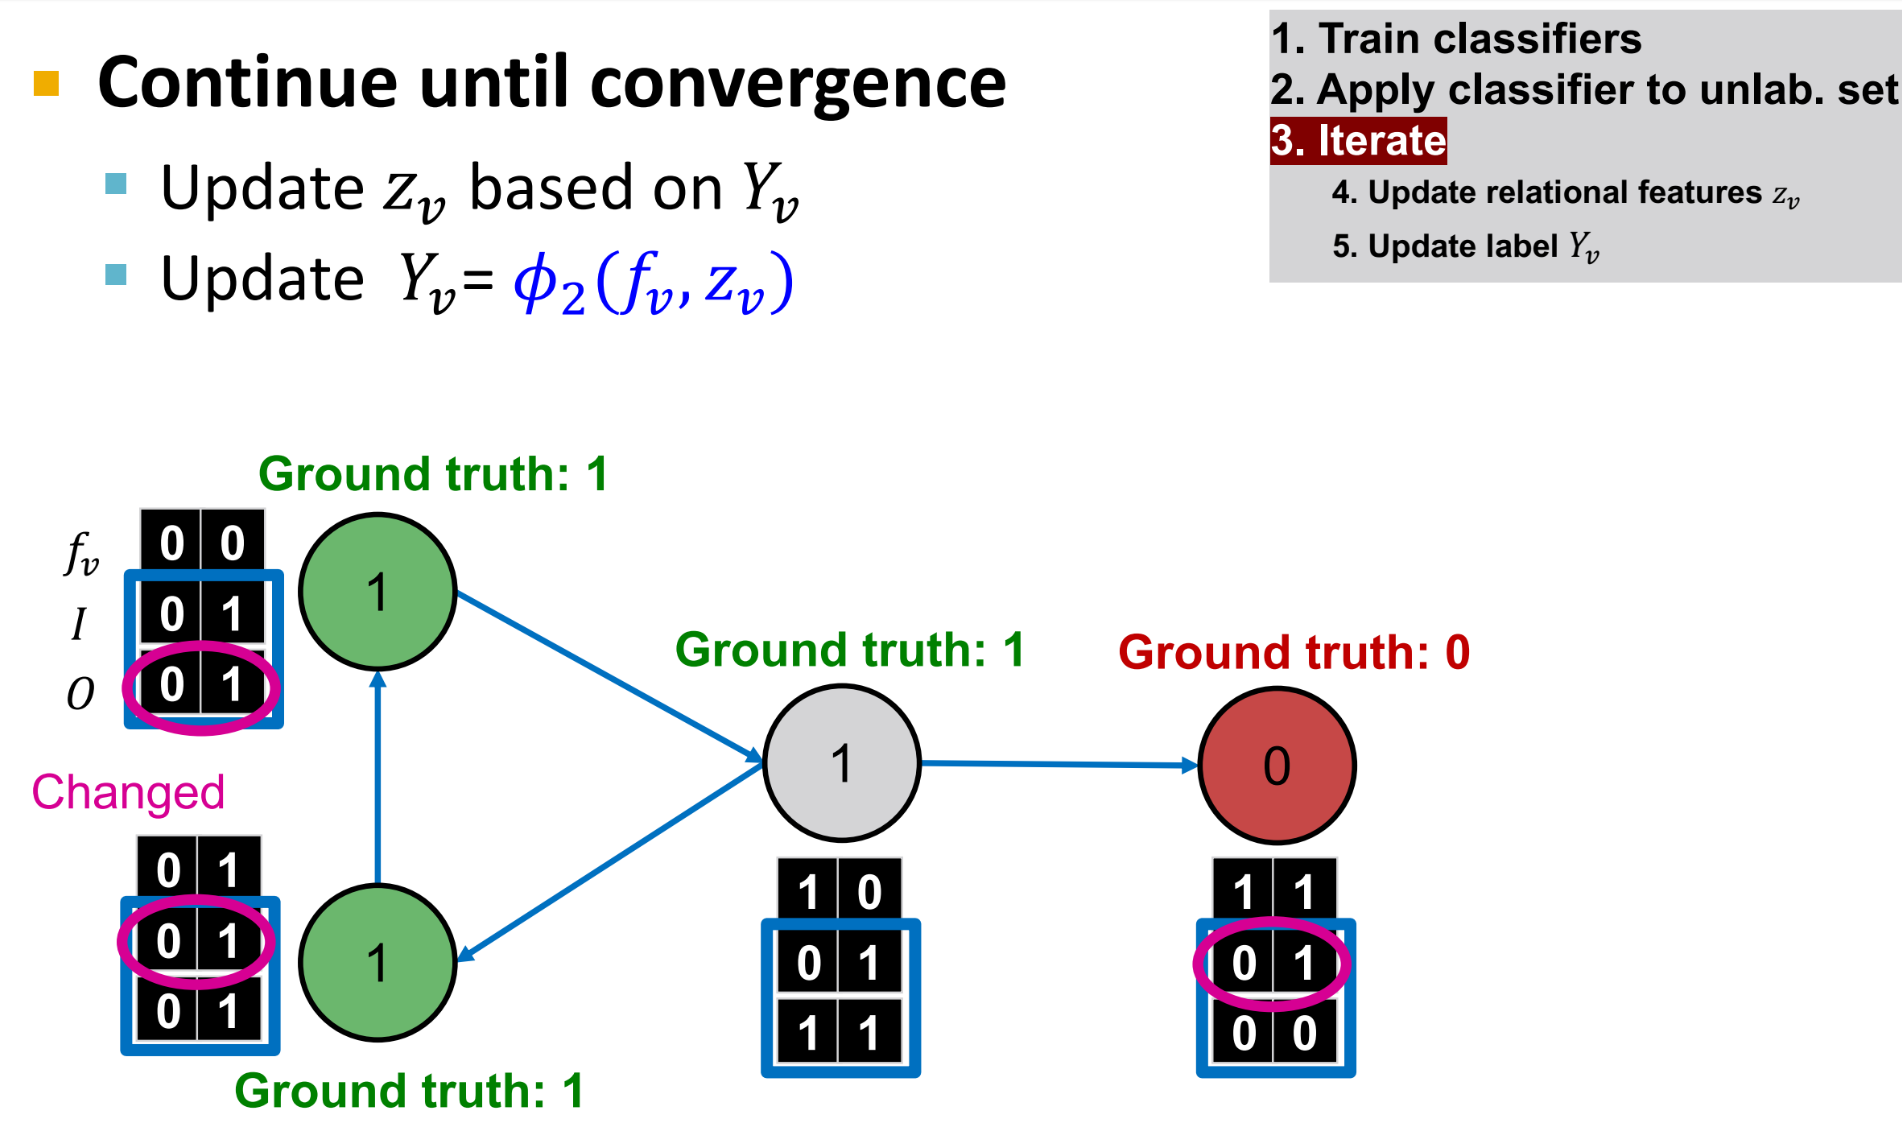 Continue until convergence
Update z_v based on Y_v
Update Y_v= ϕ_2(f_v, z_v)
1. Train classifiers
2. Apply classifier to unlab. set
3. Iterate
4. Update relational features z_v
5. Update label Y_v
Ground truth: 1
f_v 0 0
I 0 1
O 0 1
1
Changed
0 1
0 1
0 1
1
Ground truth: 1
Ground truth: 1
1
1 0
0 1
1 1
Ground truth: 0
0
1 1
0 1
0 0